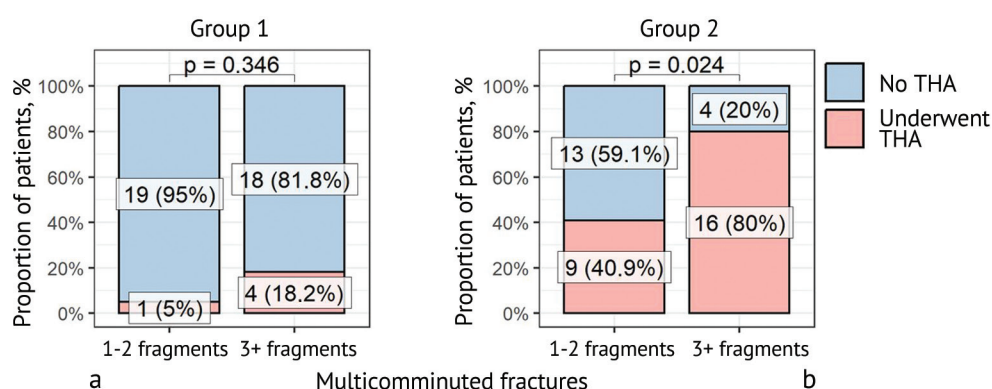 Group 1
Proportion of patients, %
100%
80%
60%
40%
20%
0%
p = 0.346
19 (95%)
1 (5%)
18 (81.8%)
4 (18.2%)
1-2 fragments
3+ fragments
a
Group 2
Proportion of patients, %
100%
80%
60%
40%
20%
0%
p = 0.024
13 (59.1%)
9 (40.9%)
4 (20%)
16 (80%)
1-2 fragments
3+ fragments
b
No THA
Underwent
THA
Multicomminuted fractures